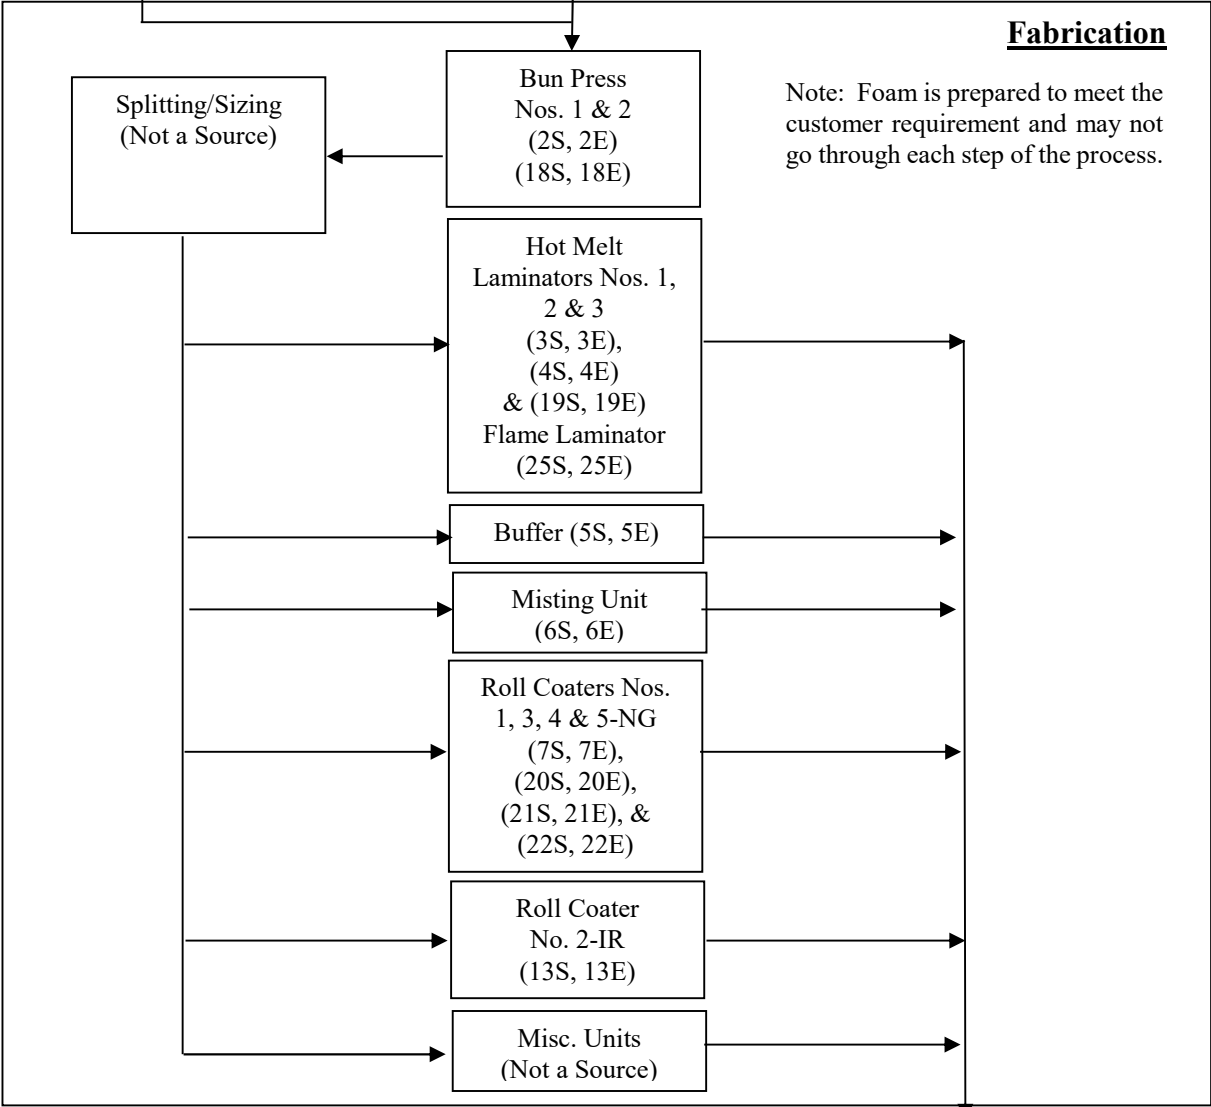 Fabrication
Note: Foam is prepared to meet the
customer requirement and may not
go through each step of the process.
Bun Press
Nos. 1 & 2
(2S, 2E)
(18S, 18E)
Splitting/Sizing
(Not a Source)
Hot Melt
Laminators Nos. 1,
2 & 3
(3S, 3E),
(4S, 4E)
& (19S, 19E)
Flame Laminator
(25S, 25E)
Buffer (5S, 5E)
Misting Unit
(6S, 6E)
Roll Coaters Nos.
1, 3, 4 & 5-NG
(7S, 7E),
(20S, 20E),
(21S, 21E), &
(22S, 22E)
Roll Coater
No. 2-IR
(13S, 13E)
Misc. Units
(Not a Source)